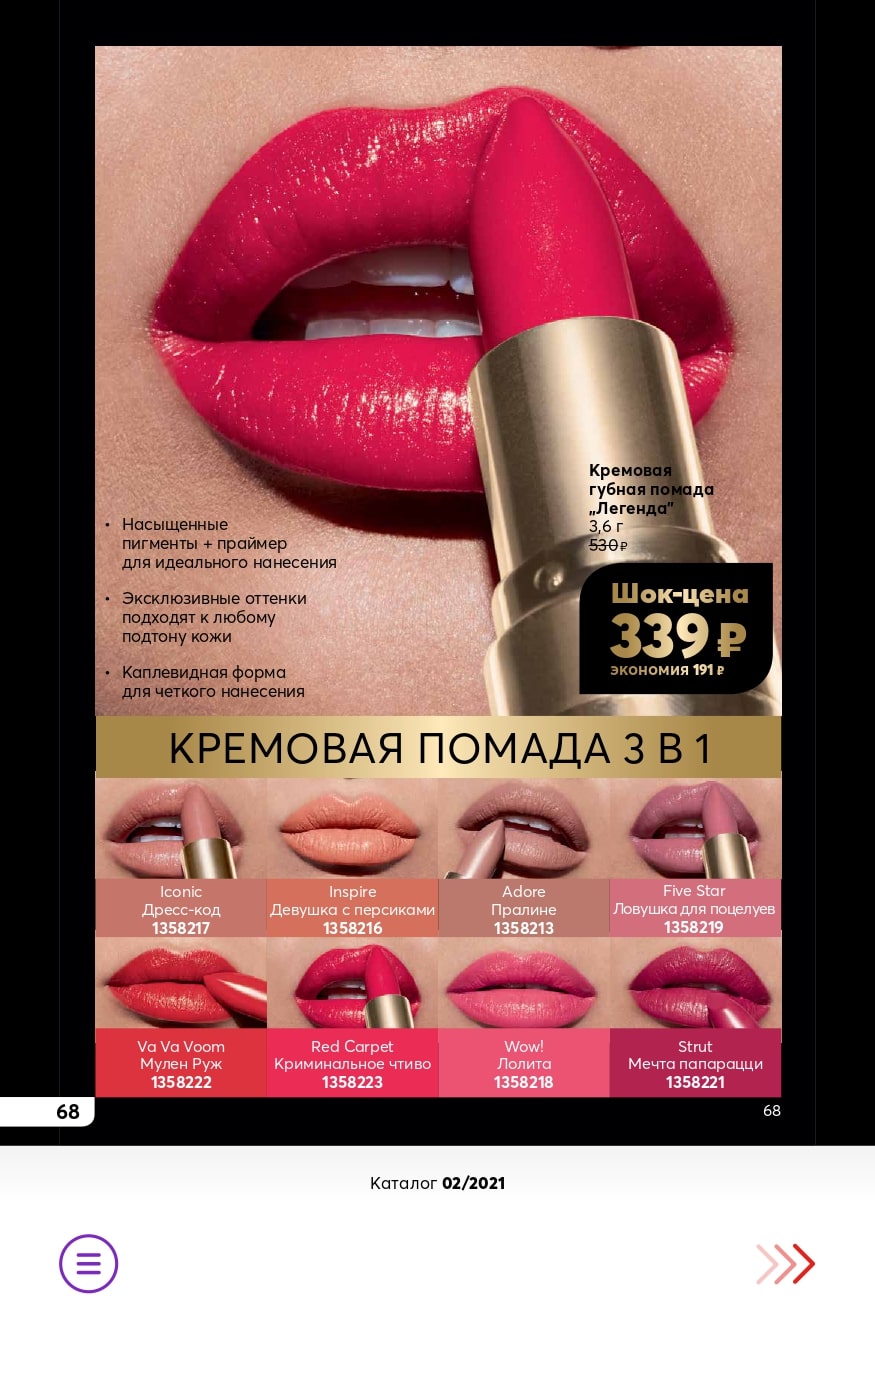 Кремовая
губная помада
„Легенда”
3,6 г
530 ₽
Шок-цена
339 ₽
экономия 191 ₽
• Насыщенные
пигменты + праймер
для идеального нанесения
• Эксклюзивные оттенки
подходят к любому
подтону кожи
• Каплевидная форма
для четкого нанесения
КРЕМОВАЯ ПОМАДА 3 В 1
Iconic
Дресс-код
1358217
Inspire
Девушка с персиками
1358216
Adore
Пралине
1358213
Five Star
Ловушка для поцелуев
1358219
Va Va Voom
Мулен Руж
1358222
Red Carpet
Криминальное чтиво
1358223
Wow!
Лолита
1358218
Strut
Мечта папарацци
1358221
68
68
Каталог 02/2021